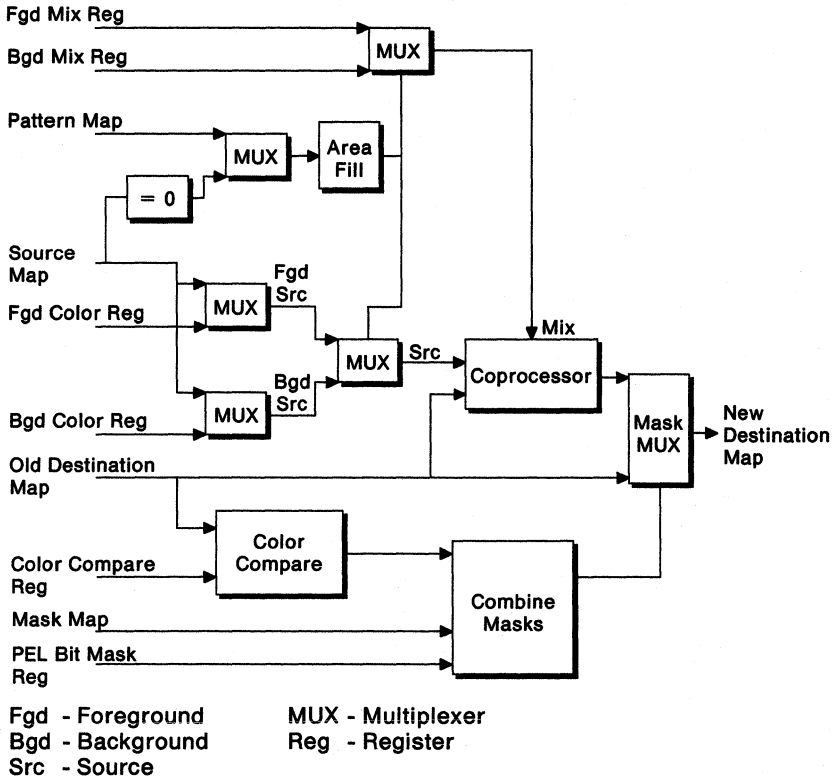 Fgd Mix Reg
MUX
Bgd Mix Reg
Pattern Map
MUX
Area
Fill
= 0
Source
Map
Fgd
Src
MUX
Fgd Color Reg
Mix
MUX
Src
Coprocessor
Bgd
Src
MUX
Bgd Color Reg
Mask
MUX
New
Destination
Map
Old Destination
Map
Color
Compare
Color Compare
Reg
Combine
Masks
Mask Map
PEL Bit Mask
Reg
Fgd - Foreground
Bgd - Background
Src - Source
MUX - Multiplexer
Reg - Register